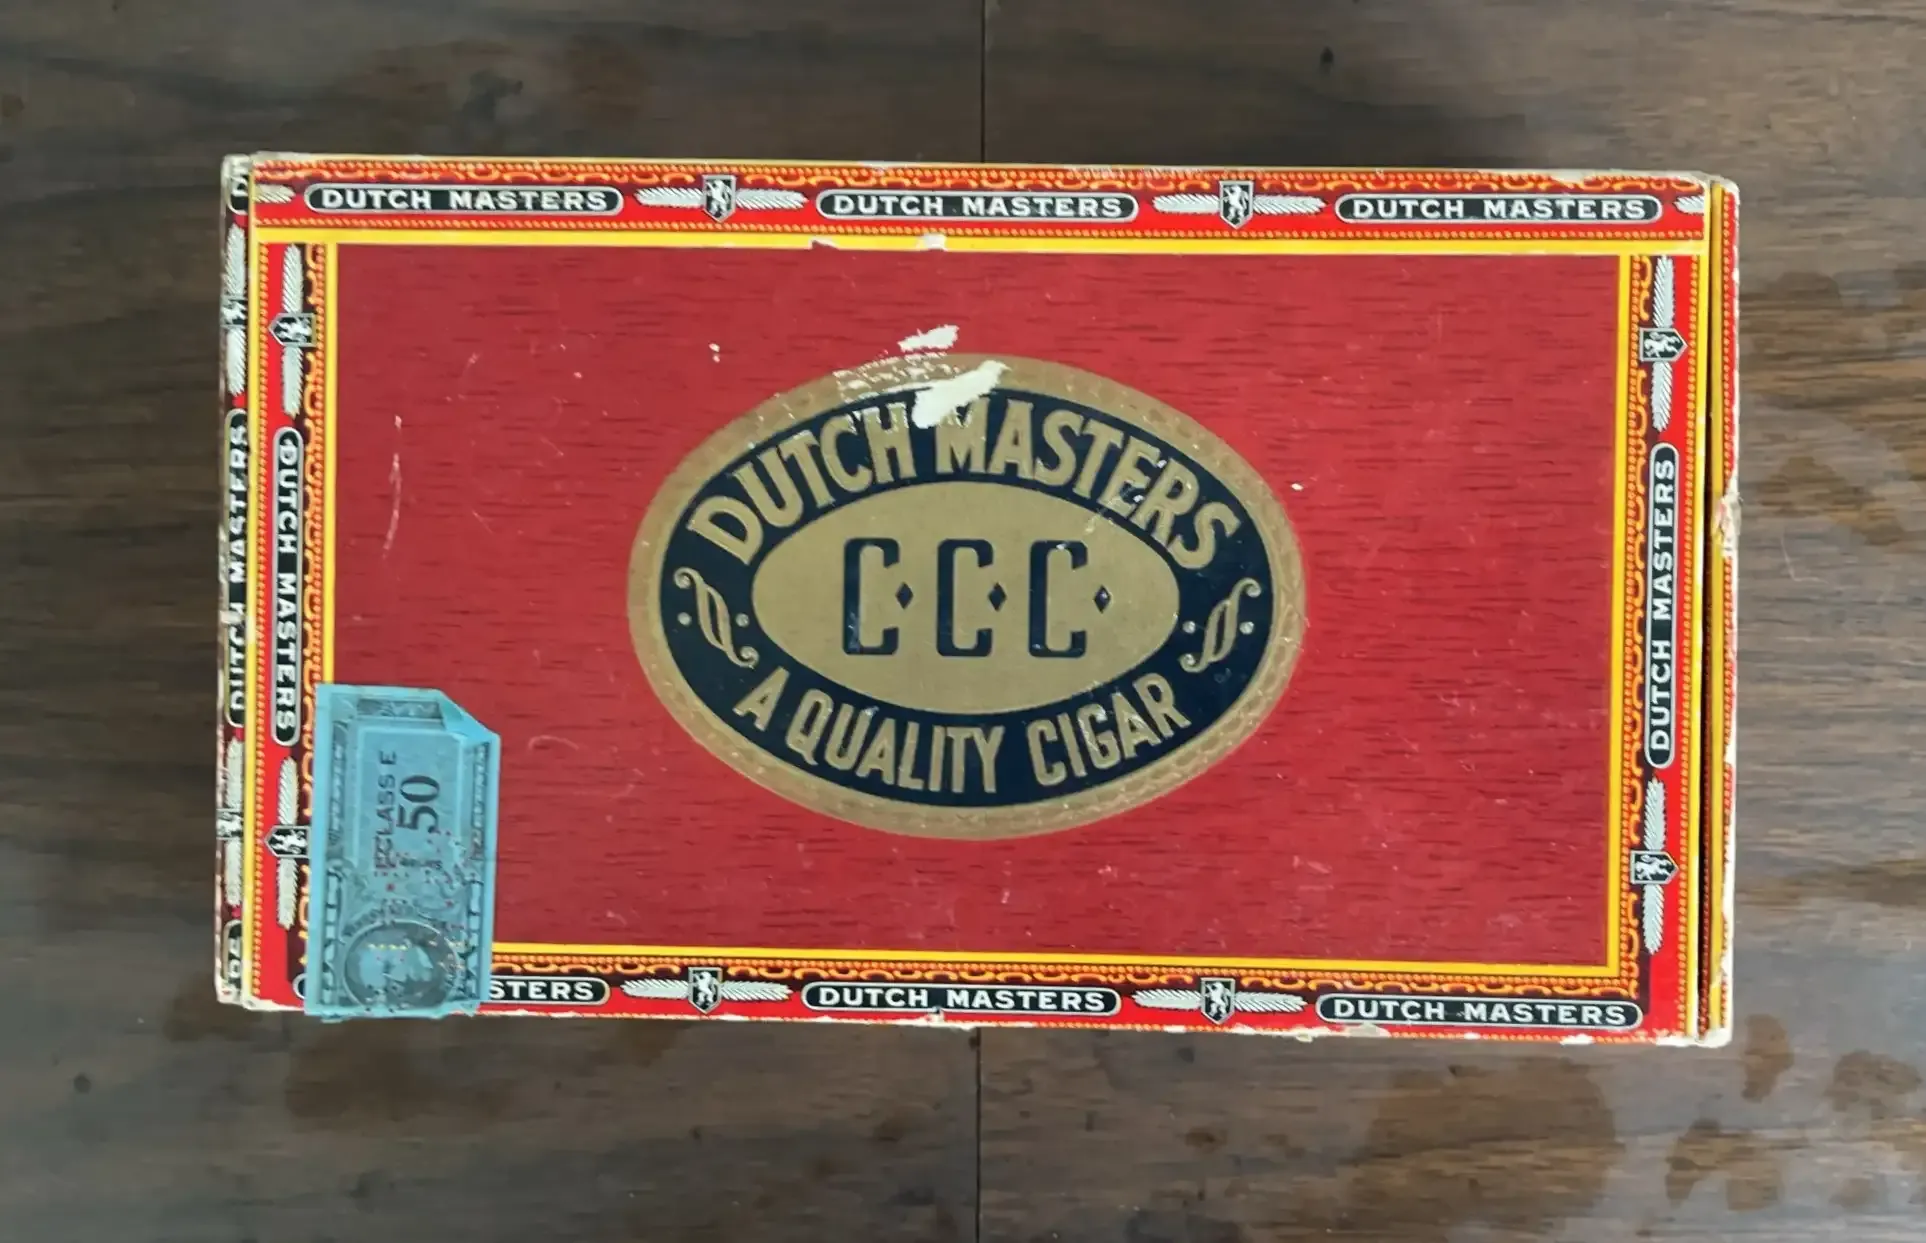 DUTCH MASTERS DUTCH MASTERS DUTCH MASTERS
DUTCH MASTERS
DUTCH MASTERS
DUTCH MASTERS
C·C·C·
A QUALITY CIGAR
DUTCH MASTERS
CLASS E
50
STERS DUTCH MASTERS DUTCH MASTERS